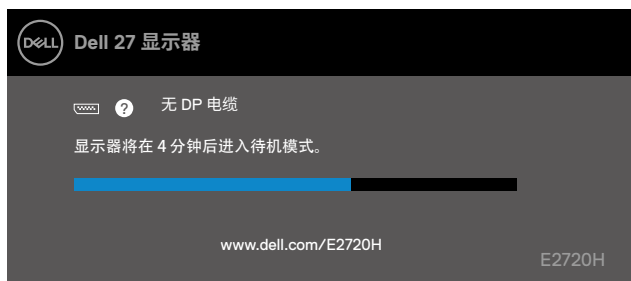 DELL
Dell 27 显示器
? 无 DP 电缆
显示器将在 4 分钟后进入待机模式。
www.dell.com/E2720H
E2720H